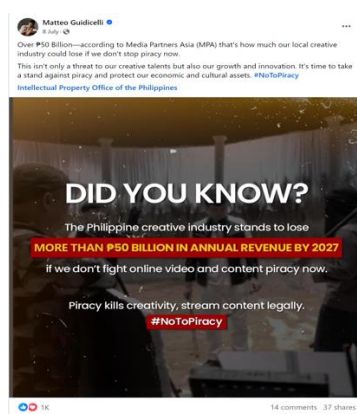 Matteo Guidicelli
8 July
Over ₱50 Billion—according to Media Partners Asia (MPA) that's how much our local creative
industry could lose if we don't stop piracy now.
This isn't only a threat to our creative talents but also our growth and innovation. It's time to take
a stand against piracy and protect our economic and cultural assets. #NoToPiracy
Intellectual Property Office of the Philippines
DID YOU KNOW?
The Philippine creative industry stands to lose
MORE THAN ₱50 BILLION IN ANNUAL REVENUE BY 2027
if we don't fight online video and content piracy now.
Piracy kills creativity, stream content legally.
#NoToPiracy
1K
14 comments 37 shares